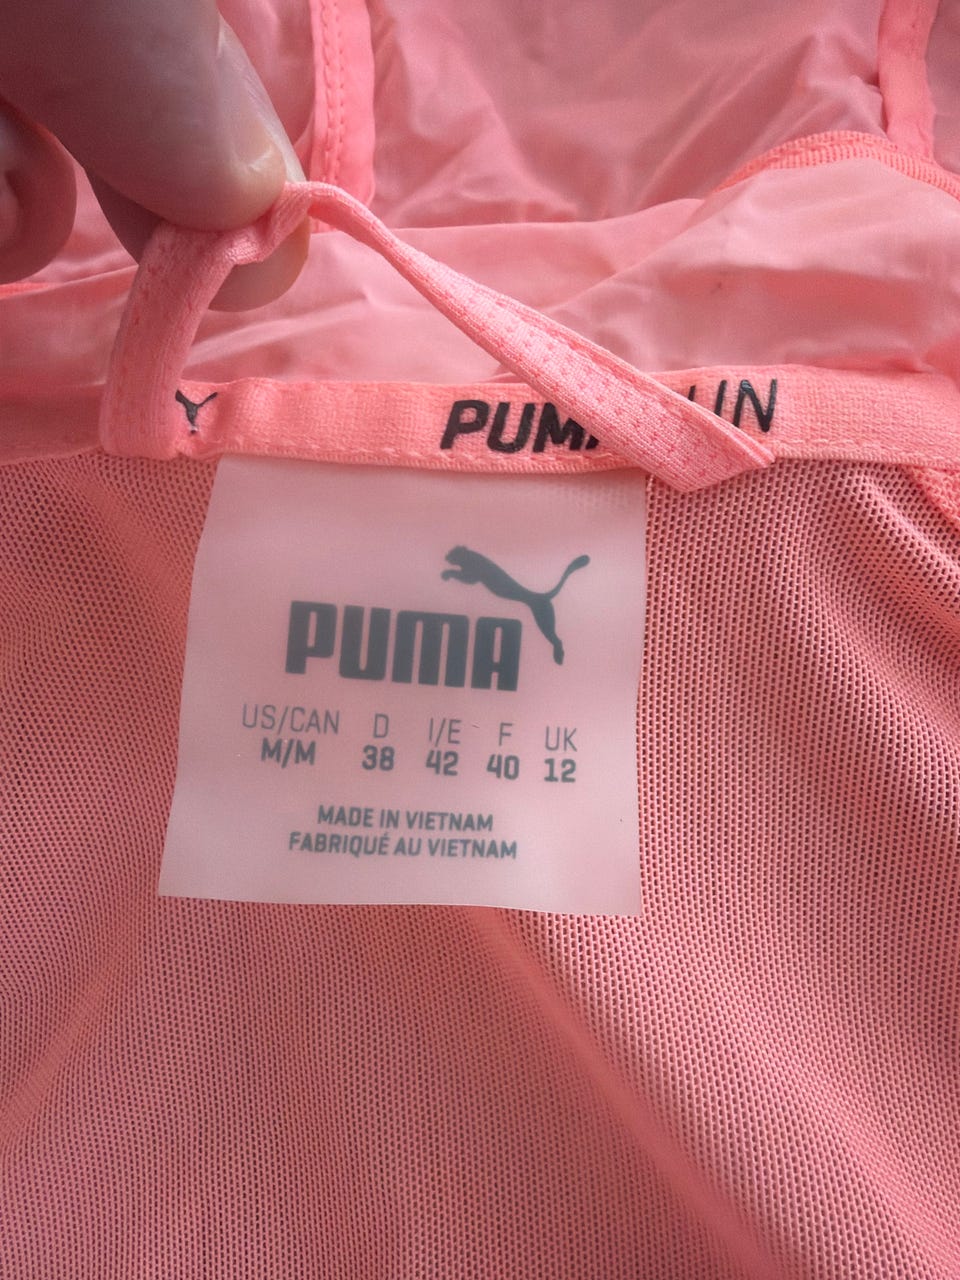 PUMA
PUMA
US/CAN D I/E F UK
M/M 38 42 40 12
MADE IN VIETNAM
FABRIQUÉ AU VIETNAM